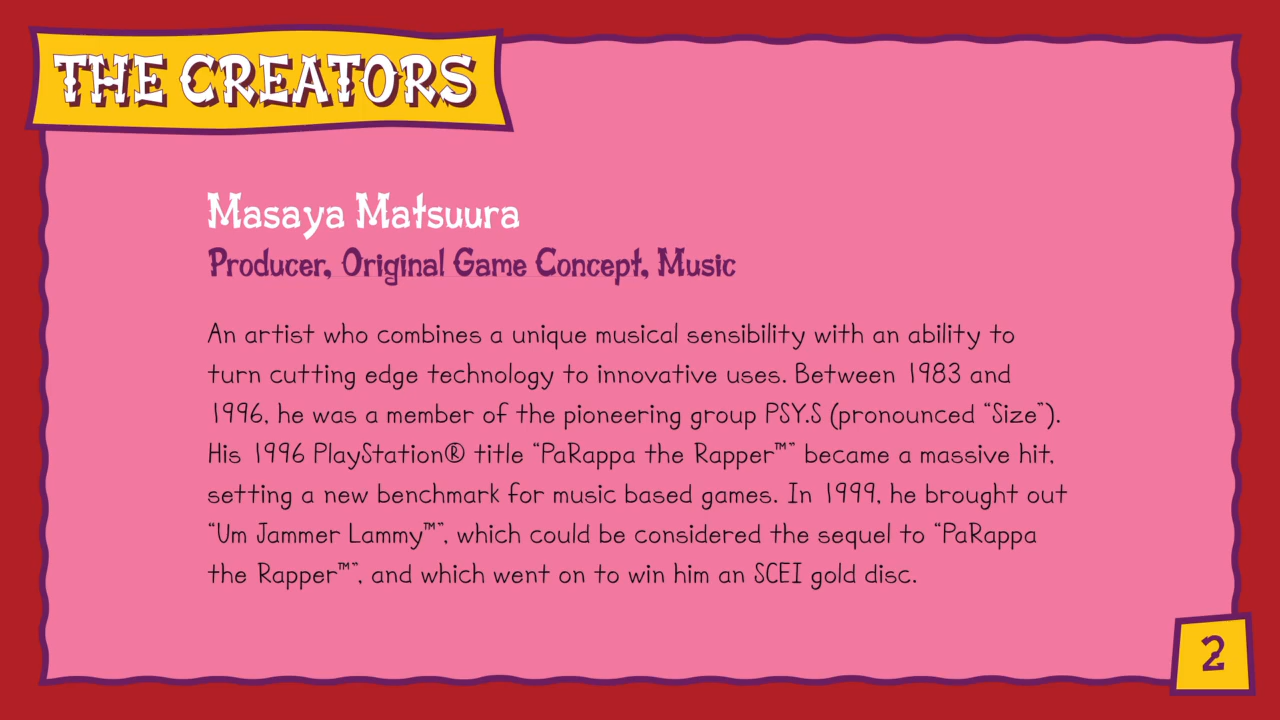 THE CREATORS
Masaya Matsuura
Producer, Original Game Concept, Music
An artist who combines a unique musical sensibility with an ability to
turn cutting edge technology to innovative uses. Between 1983 and
1996, he was a member of the pioneering group PSY.S (pronounced “Size”).
His 1996 PlayStation® title “PaRappa the Rapper™” became a massive hit,
setting a new benchmark for music based games. In 1999, he brought out
“Um Jammer Lammy™”, which could be considered the sequel to “PaRappa
the Rapper™”, and which went on to win him an SCEI gold disc.
2